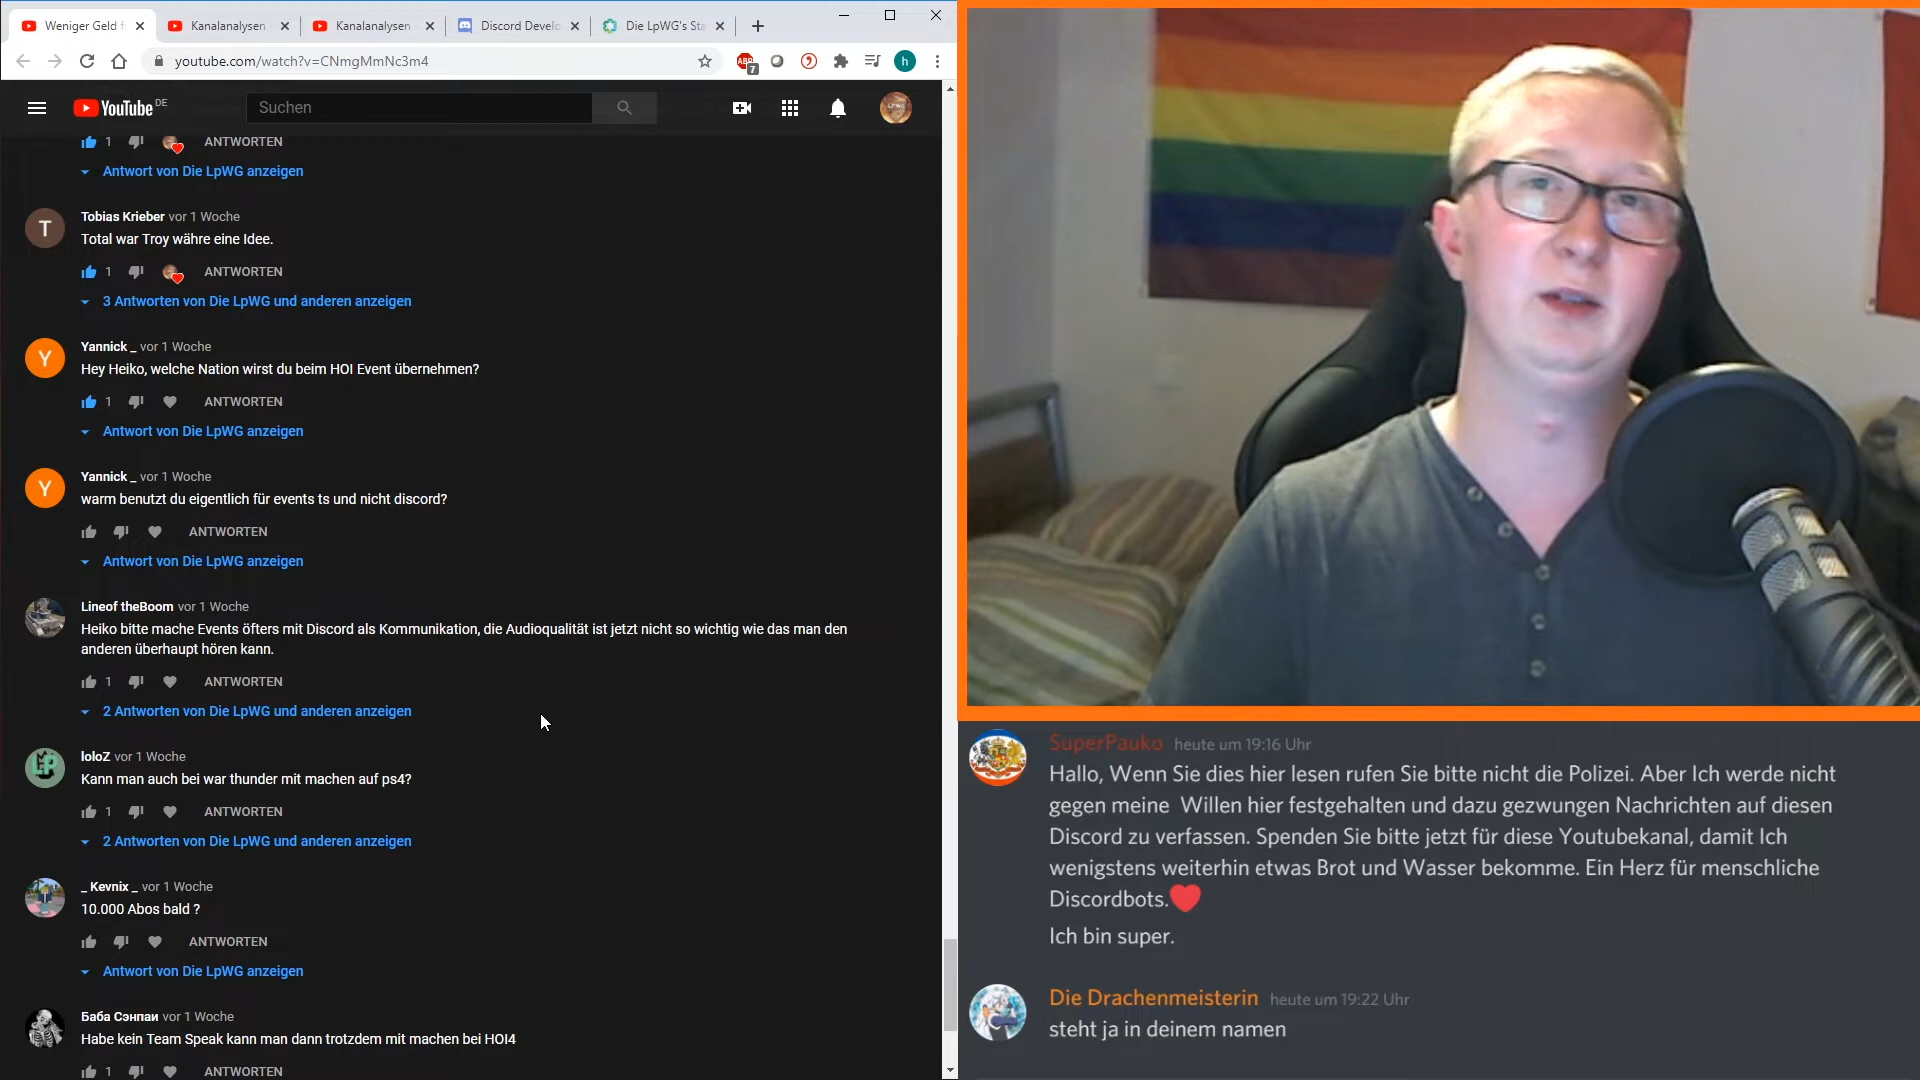 Weniger Geld f
Kanalanalysen
Kanalanalysen
Discord Develo
Die LpWG's Sta
youtube.com/watch?v=CNmgMmNc3m4
ABP
7
h
YouTube DE
Suchen
1 ANTWORTEN
Antwort von Die LpWG anzeigen
T
Tobias Krieber vor 1 Woche
Total war Troy währe eine Idee.
1 ANTWORTEN
3 Antworten von Die LpWG und anderen anzeigen
Y
Yannick _ vor 1 Woche
Hey Heiko, welche Nation wirst du beim HOI Event übernehmen?
1 ANTWORTEN
Antwort von Die LpWG anzeigen
Y
Yannick _ vor 1 Woche
warm benutzt du eigentlich für events ts und nicht discord?
ANTWORTEN
Antwort von Die LpWG anzeigen
Lineof theBoom vor 1 Woche
Heiko bitte mache Events öfters mit Discord als Kommunikation, die Audioqualität ist jetzt nicht so wichtig wie das man den
anderen überhaupt hören kann.
1 ANTWORTEN
2 Antworten von Die LpWG und anderen anzeigen
loloZ vor 1 Woche
Kann man auch bei war thunder mit machen auf ps4?
1 ANTWORTEN
2 Antworten von Die LpWG und anderen anzeigen
_ Kevnix _ vor 1 Woche
10.000 Abos bald ?
ANTWORTEN
Antwort von Die LpWG anzeigen
Баба Сэнпаи vor 1 Woche
Habe kein Team Speak kann man dann trotzdem mit machen bei HOI4
1 ANTWORTEN
SuperPauko heute um 19:16 Uhr
Hallo, Wenn Sie dies hier lesen rufen Sie bitte nicht die Polizei. Aber Ich werde nicht
gegen meine Willen hier festgehalten und dazu gezwungen Nachrichten auf diesen
Discord zu verfassen. Spenden Sie bitte jetzt für diese Youtubekanal, damit Ich
wenigstens weiterhin etwas Brot und Wasser bekomme. Ein Herz für menschliche
Discordbots.
Ich bin super.
Die Drachenmeisterin heute um 19:22 Uhr
steht ja in deinem namen